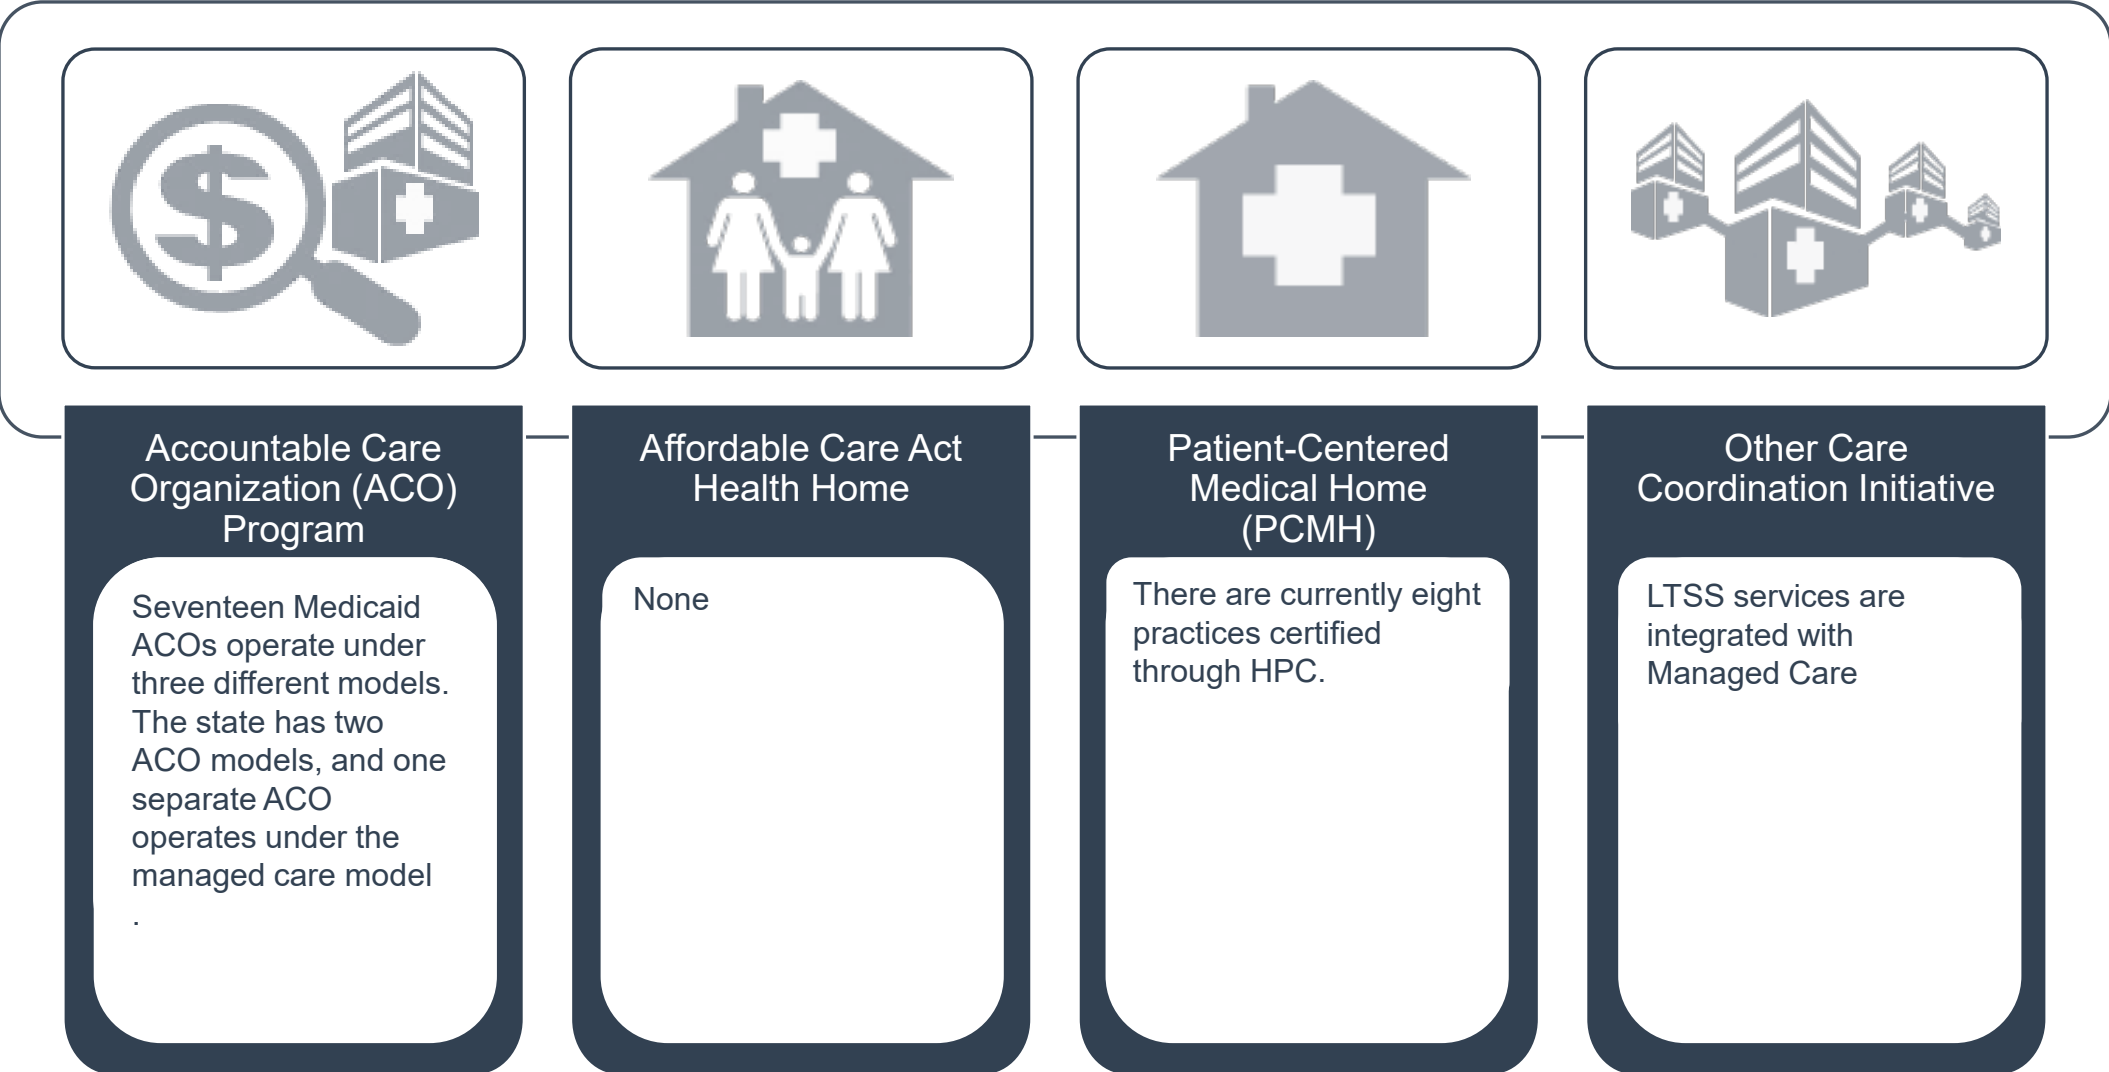 Accountable Care
Organization (ACO)
Program
Seventeen Medicaid
ACOs operate under
three different models.
The state has two
ACO models, and one
separate ACO
operates under the
managed care model
.
Affordable Care Act
Health Home
None
Patient-Centered
Medical Home
(PCMH)
There are currently eight
practices certified
through HPC.
Other Care
Coordination Initiative
LTSS services are
integrated with
Managed Care